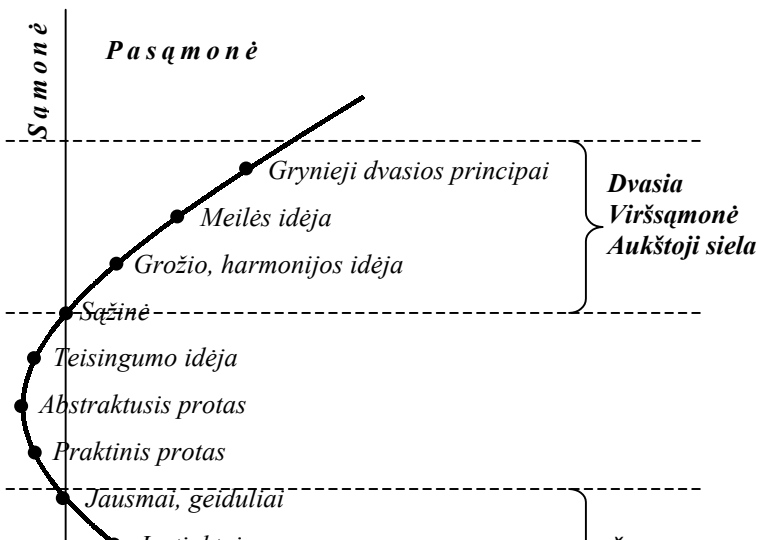 Sąmonė
Pasąmonė
Grynieji dvasios principai
Dvasia
Viršsąmonė
Aukštoji siela
Meilės idėja
Grožio, harmonijos idėja
Sąžinė
Teisingumo idėja
Abstraktusis protas
Praktinis protas
Jausmai, geiduliai